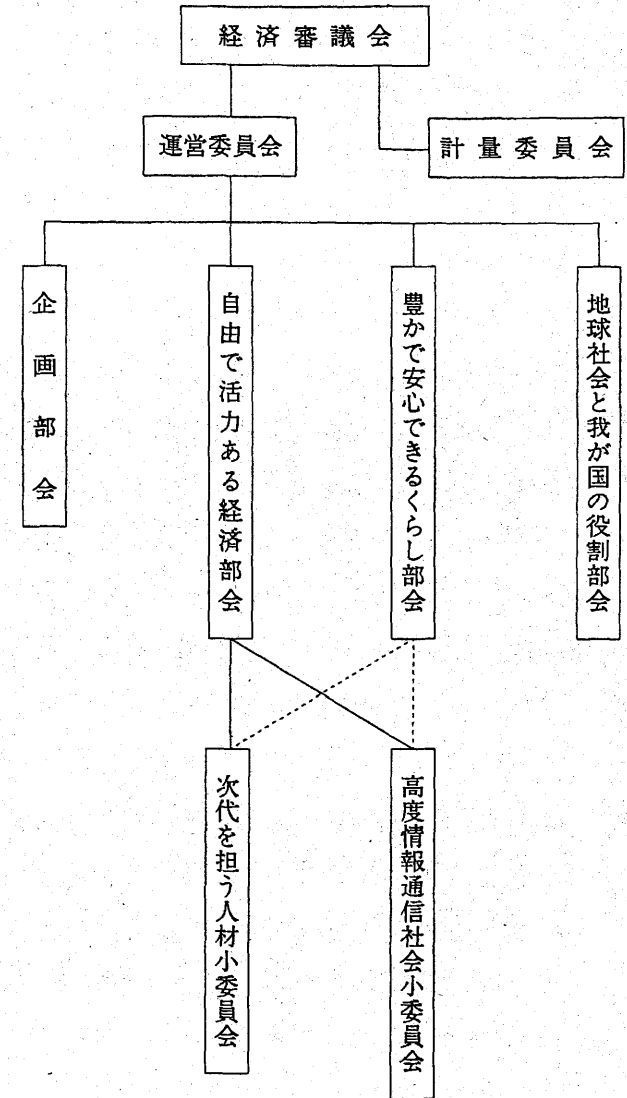 経済審議会
運営委員会
計量委員会
企画部会
自由で活力ある経済部会
豊かで安心できるくらし部会
地球社会と我が国の役割部会
次代を担う人材小委員会
高度情報通信社会小委員会